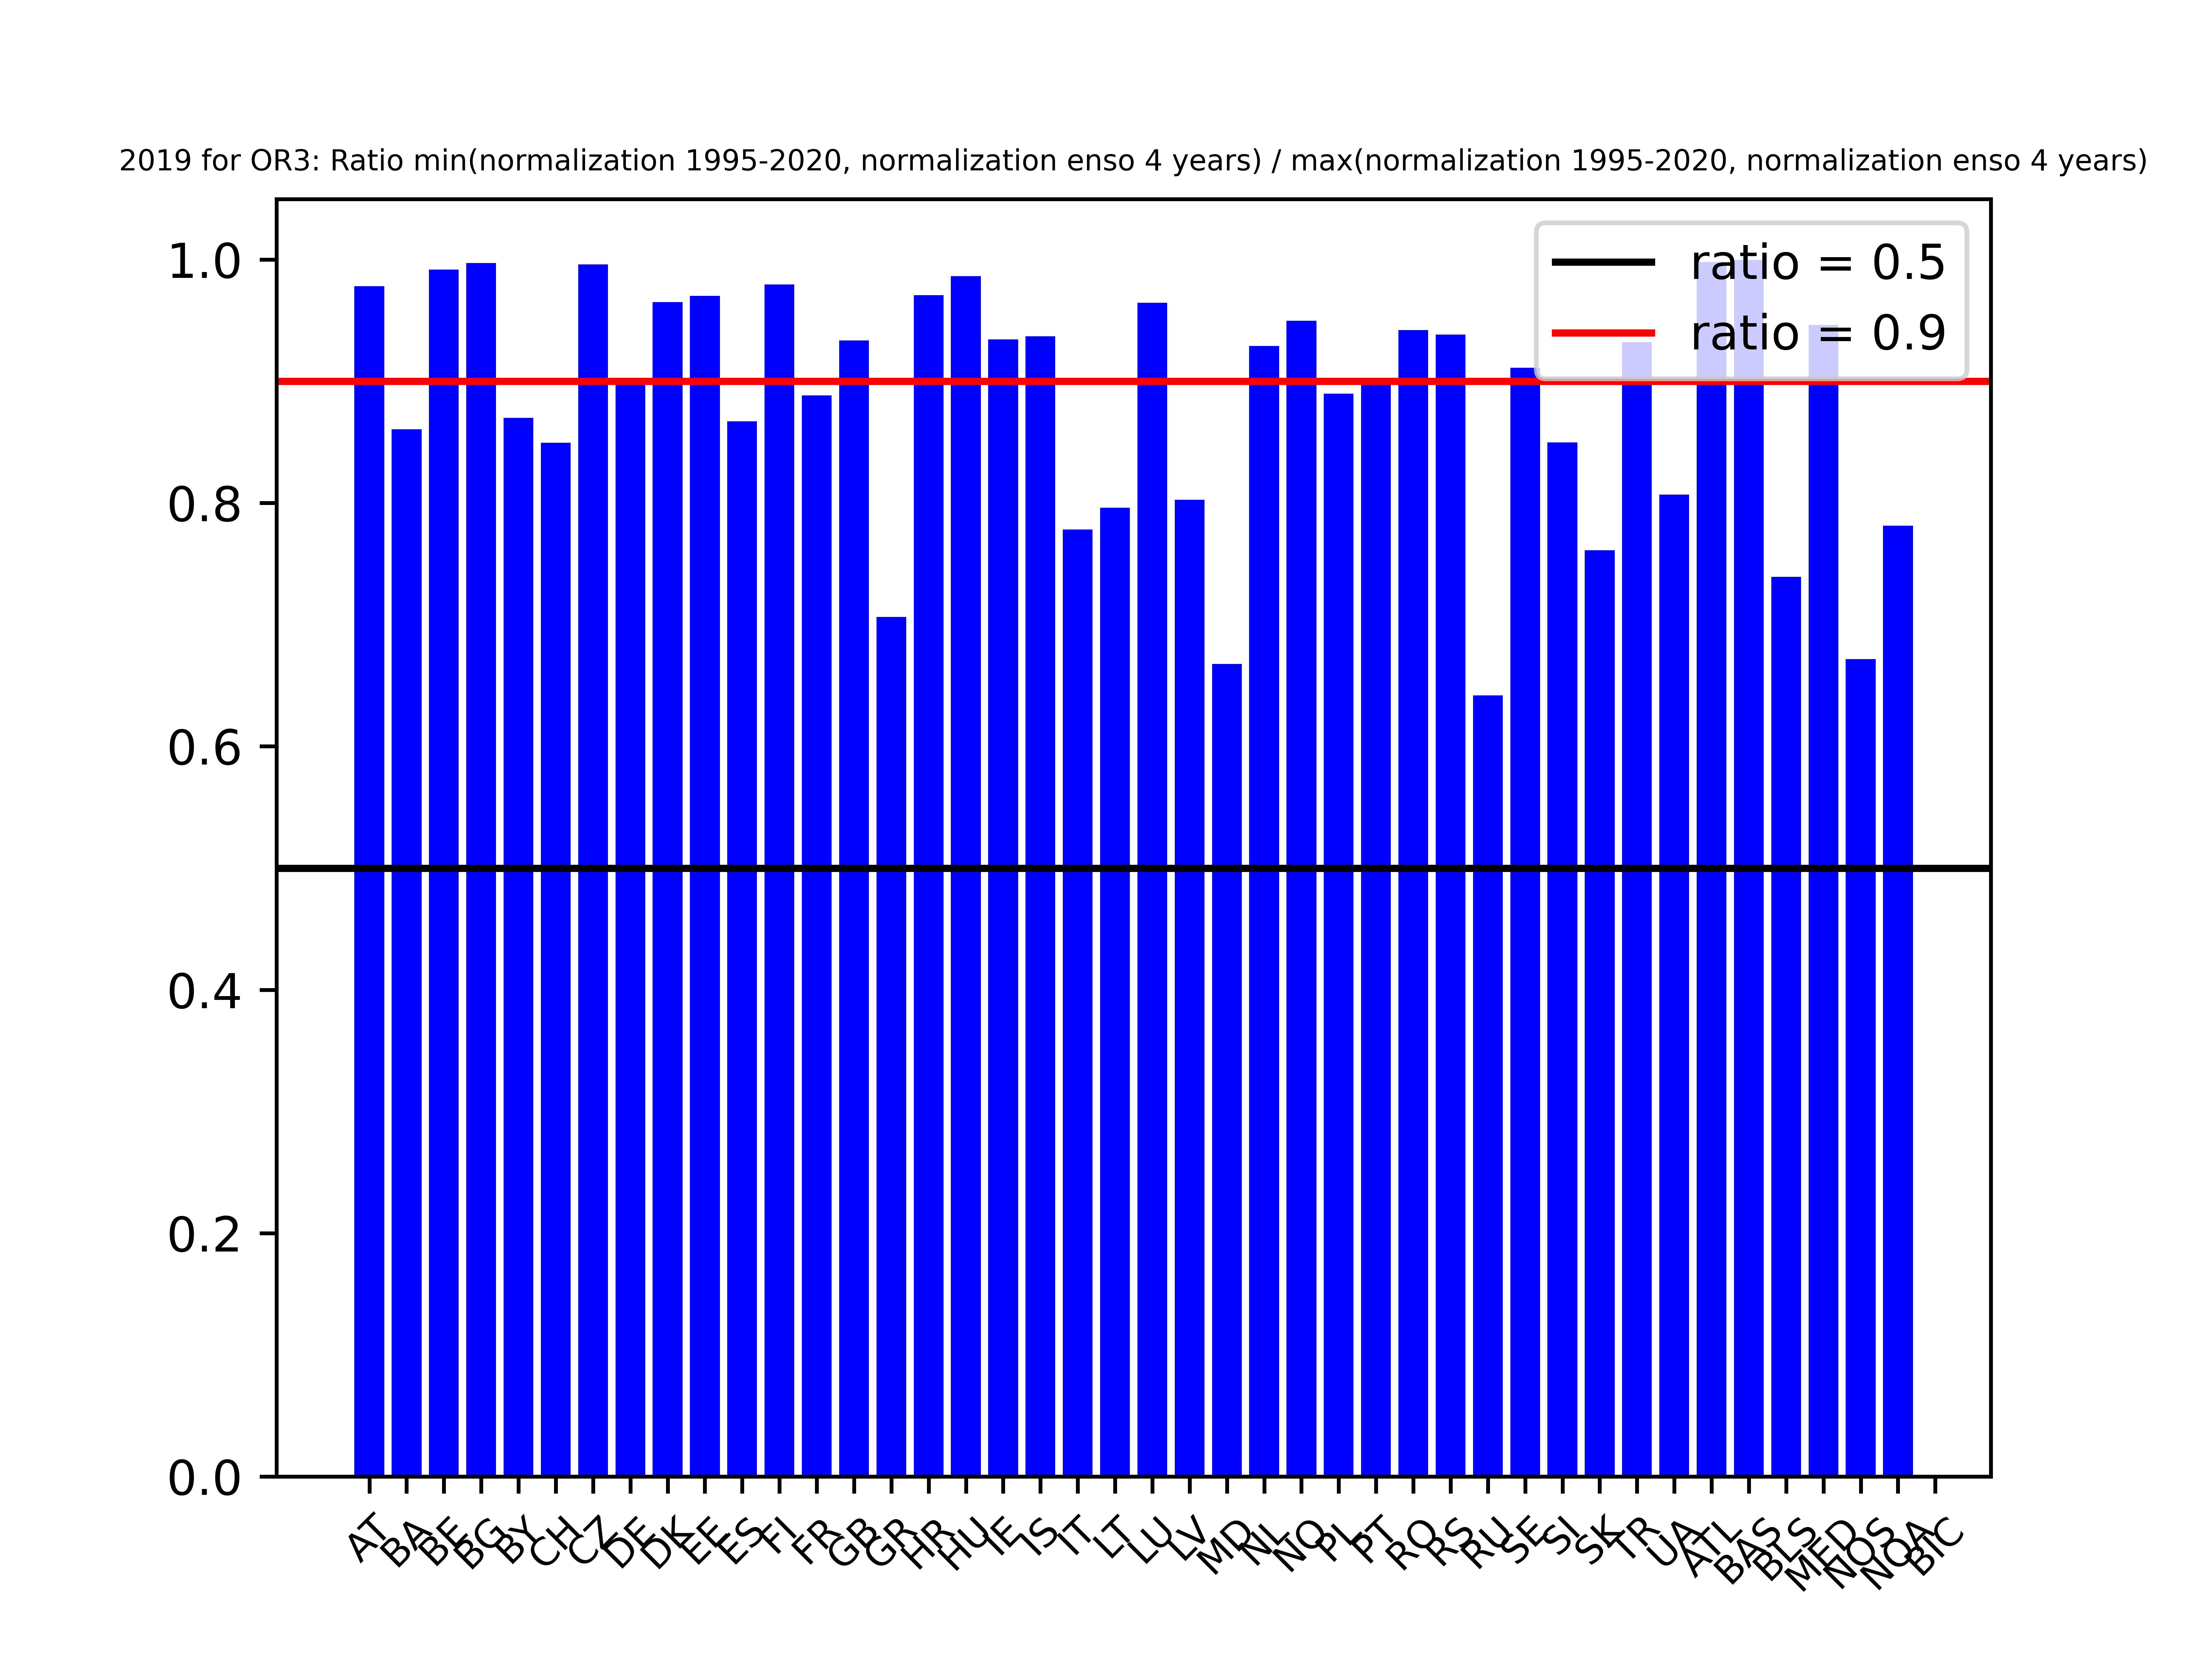 2019 for OR3: Ratio min(normalization 1995-2020, normalization enso 4 years) / max(normalization 1995-2020, normalization enso 4 years)
ratio = 0.5
ratio = 0.9
1.0
0.8
0.6
0.4
0.2
0.0
AT BA BE BG BY CH CZ DE DK EE ES FI FR GB GR HR HU IE IS IT LT LU LV MD NL NO PL PT RO RS RU SE SI SK TR UA ATL BAS BLS MED NOS NOA BIC